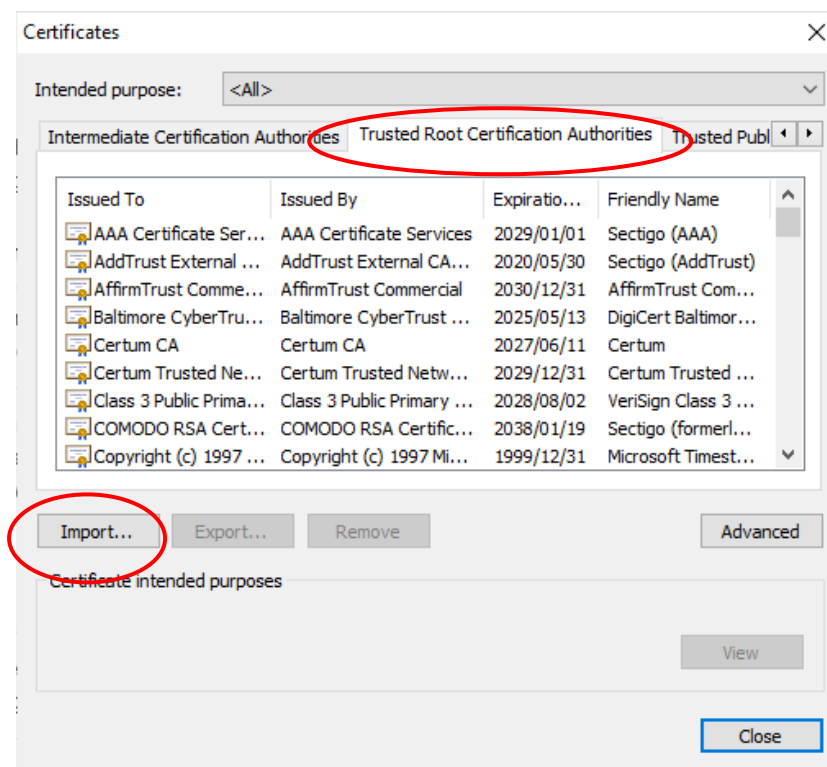 Certificates
Intended purpose: <All>
Intermediate Certification Authorities Trusted Root Certification Authorities Trusted Publ
Issued To Issued By Expiratio... Friendly Name
AAA Certificate Ser... AAA Certificate Services 2029/01/01 Sectigo (AAA)
AddTrust External ... AddTrust External CA... 2020/05/30 Sectigo (AddTrust)
AffirmTrust Comme... AffirmTrust Commercial 2030/12/31 AffirmTrust Com...
Baltimore CyberTru... Baltimore CyberTrust ... 2025/05/13 DigiCert Baltimor...
Certum CA Certum CA 2027/06/11 Certum
Certum Trusted Ne... Certum Trusted Netw... 2029/12/31 Certum Trusted ...
Class 3 Public Prima... Class 3 Public Primary ... 2028/08/02 VeriSign Class 3 ...
COMODO RSA Cert... COMODO RSA Certific... 2038/01/19 Sectigo (formerl...
Copyright (c) 1997 ... Copyright (c) 1997 Mi... 1999/12/31 Microsoft Timest...
Import... Export... Remove Advanced
Certificate intended purposes
View
Close